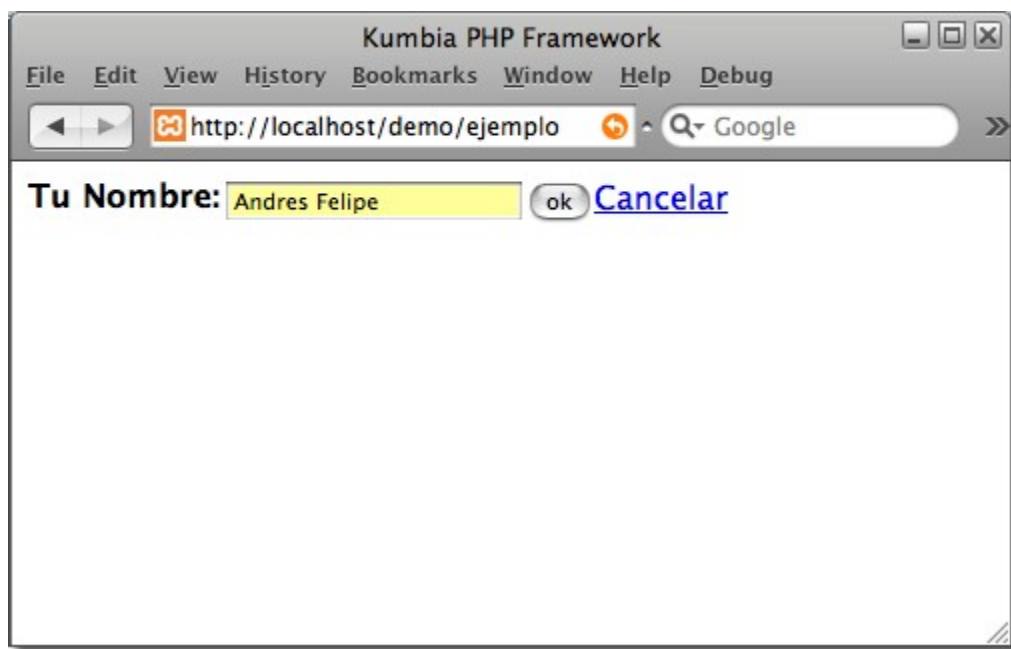 Kumbia PHP Framework
File Edit View History Bookmarks Window Help Debug
http://localhost/demo/ejemplo Google
Tu Nombre: Andres Felipe ok Cancelar